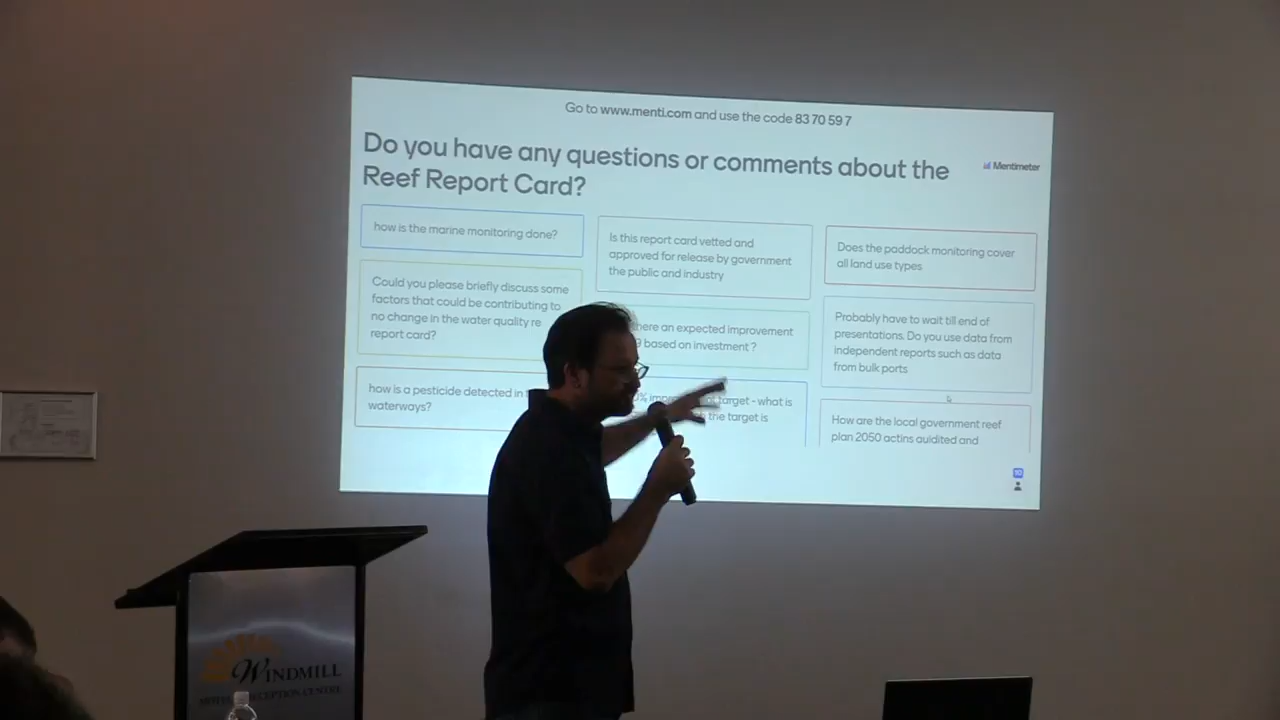 Go to www.menti.com and use the code 83 70 59 7
Do you have any questions or comments about the
Reef Report Card?
Mentimeter
how is the marine monitoring done?
Could you please briefly discuss some
factors that could be contributing to
no change in the water quality re
report card?
how is a pesticide detected in
waterways?
Is this report card vetted and
approved for release by government
the public and industry
an expected improvement
based on investment ?
target - what is
the target is
Does the paddock monitoring cover
all land use types
Probably have to wait till end of
presentations. Do you use data from
independent reports such as data
from bulk ports
How are the local government reef
plan 2050 actins auidited and
WINDMILL
CENTRE